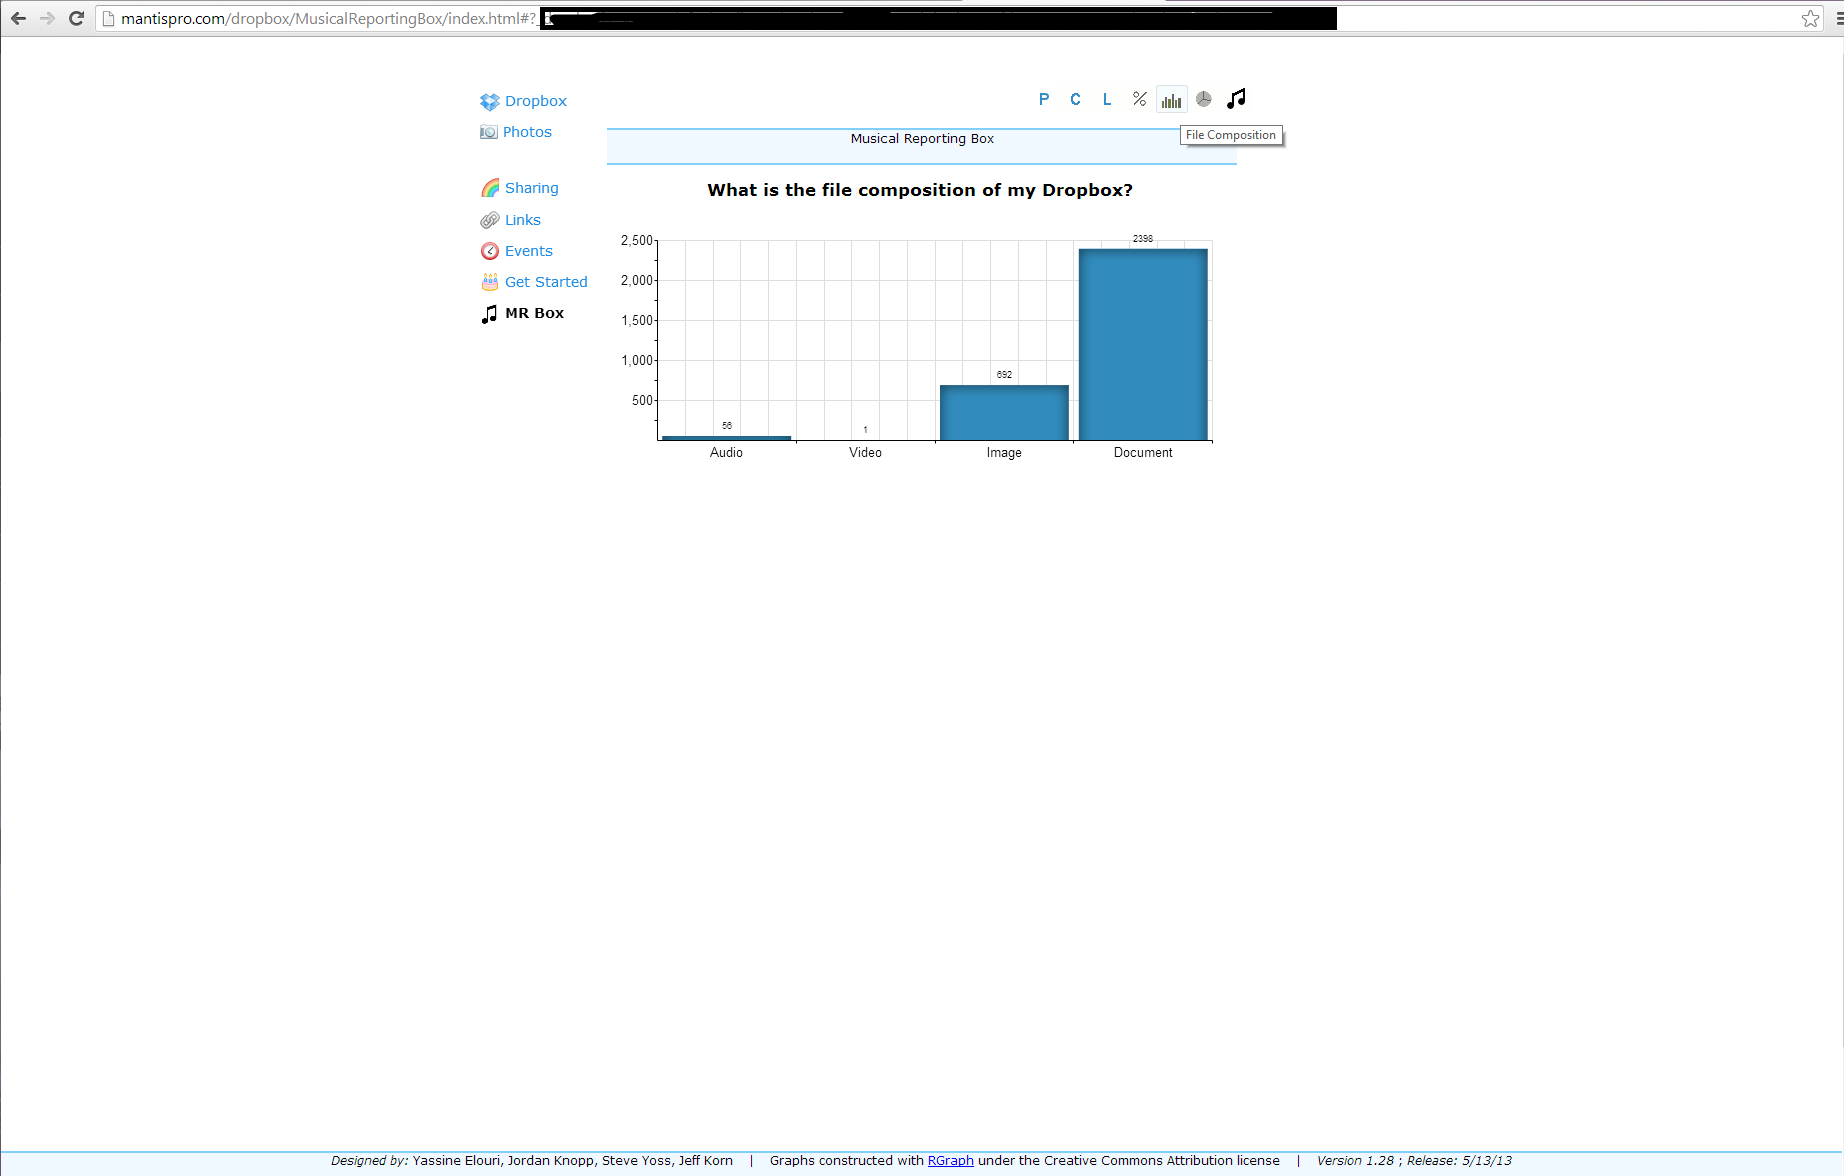 mantispro.com/dropbox/MusicalReportingBox/index.html#?_
Dropbox
Photos
Sharing
Links
Events
Get Started
MR Box
P C L %
File Composition
Musical Reporting Box
What is the file composition of my Dropbox?
2,500
2,000
1,500
1,000
500
56
1
692
2398
Audio Video Image Document
Designed by: Yassine Elouri, Jordan Knopp, Steve Yoss, Jeff Korn | Graphs constructed with RGraph under the Creative Commons Attribution license | Version 1.28 ; Release: 5/13/13